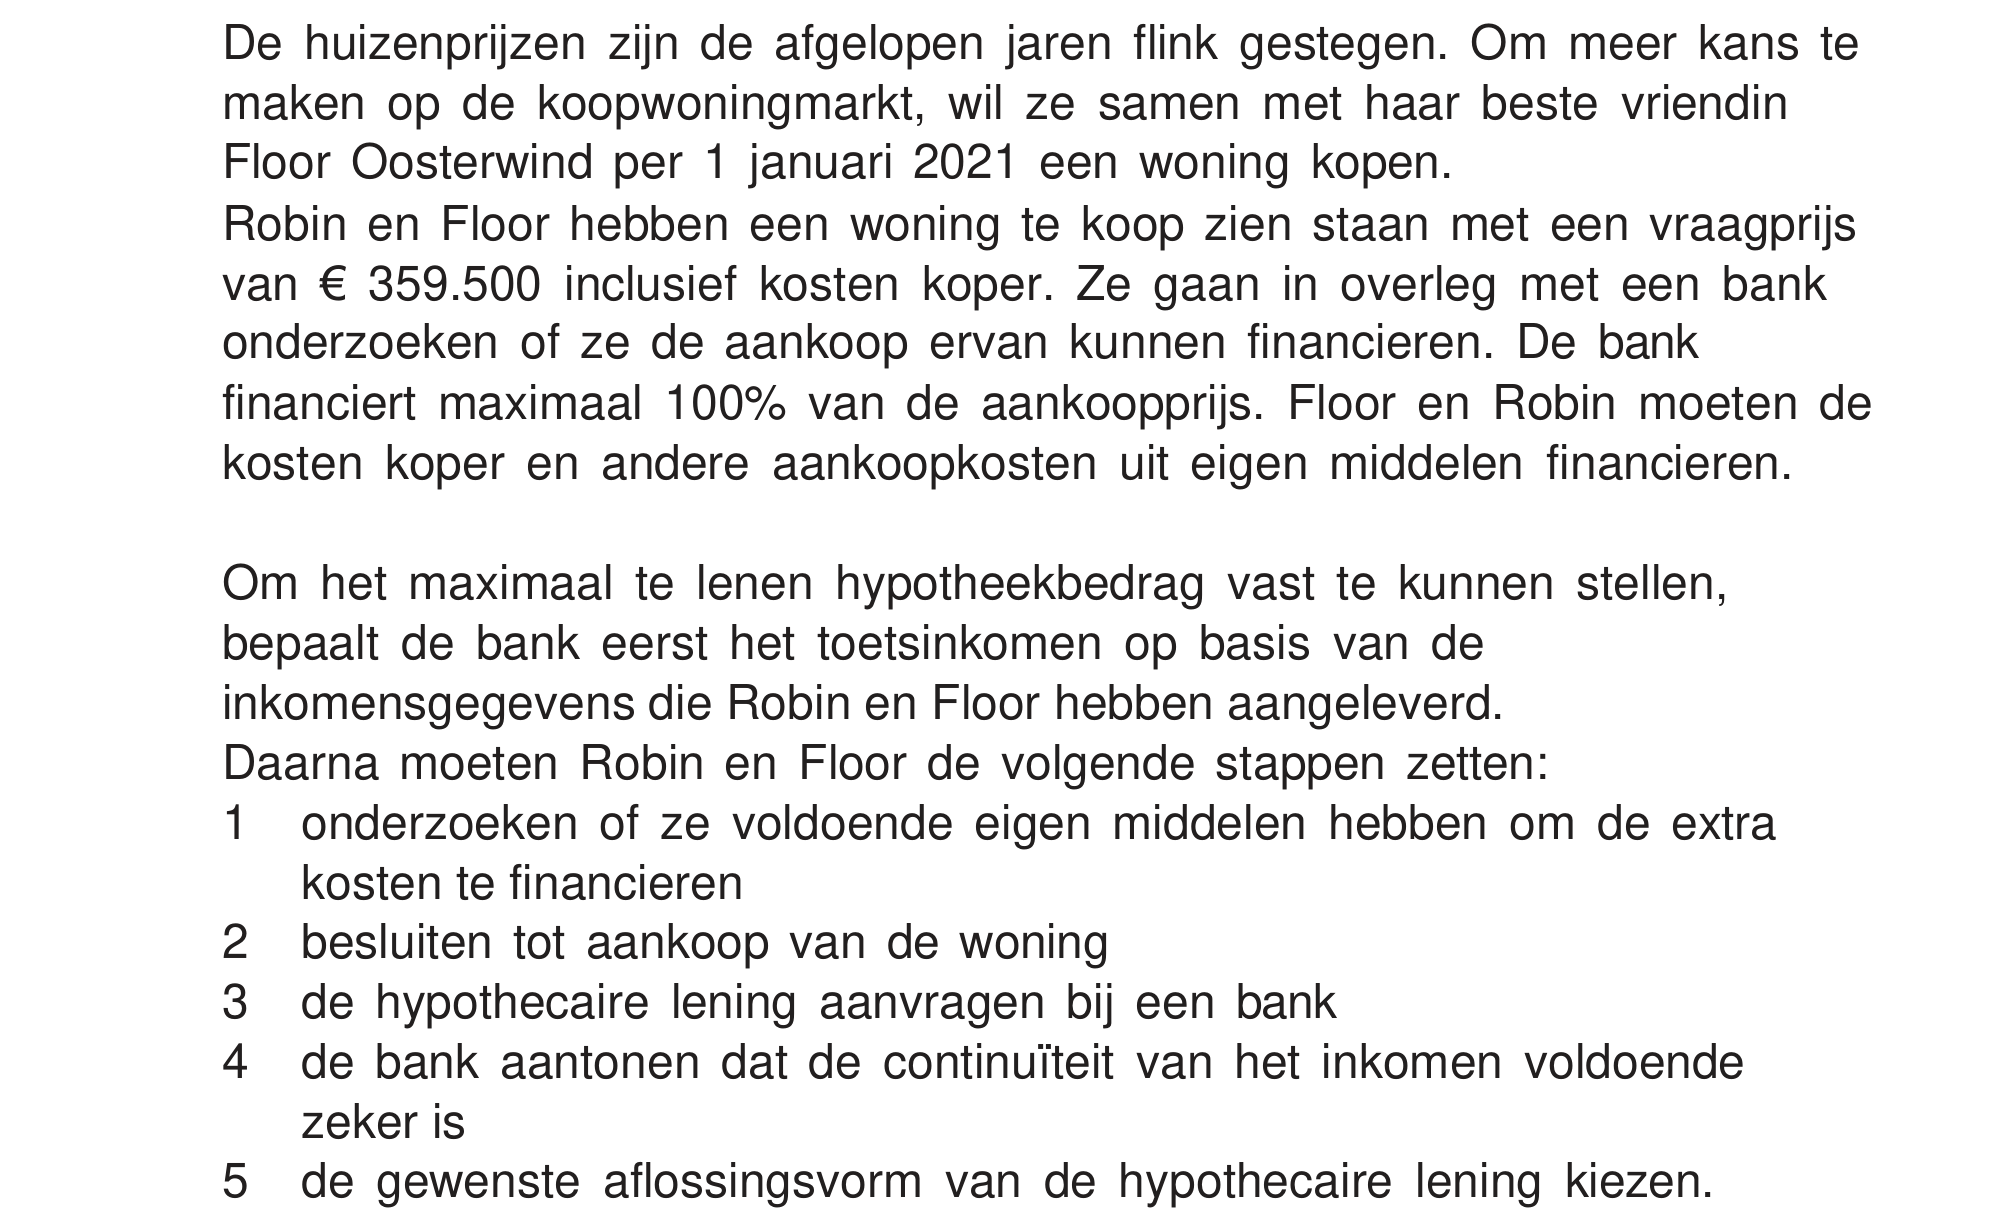 De huizenprijzen zijn de afgelopen jaren flink gestegen. Om meer kans te
maken op de koopwoningmarkt, wil ze samen met haar beste vriendin
Floor Oosterwind per 1 januari 2021 een woning kopen.
Robin en Floor hebben een woning te koop zien staan met een vraagprijs
van € 359.500 inclusief kosten koper. Ze gaan in overleg met een bank
onderzoeken of ze de aankoop ervan kunnen financieren. De bank
financiert maximaal 100% van de aankoopprijs. Floor en Robin moeten de
kosten koper en andere aankoopkosten uit eigen middelen financieren.
Om het maximaal te lenen hypotheekbedrag vast te kunnen stellen,
bepaalt de bank eerst het toetsinkomen op basis van de
inkomensgegevens die Robin en Floor hebben aangeleverd.
Daarna moeten Robin en Floor de volgende stappen zetten:
1 onderzoeken of ze voldoende eigen middelen hebben om de extra
kosten te financieren
2 besluiten tot aankoop van de woning
3 de hypothecaire lening aanvragen bij een bank
4 de bank aantonen dat de continuïteit van het inkomen voldoende
zeker is
5 de gewenste aflossingsvorm van de hypothecaire lening kiezen.